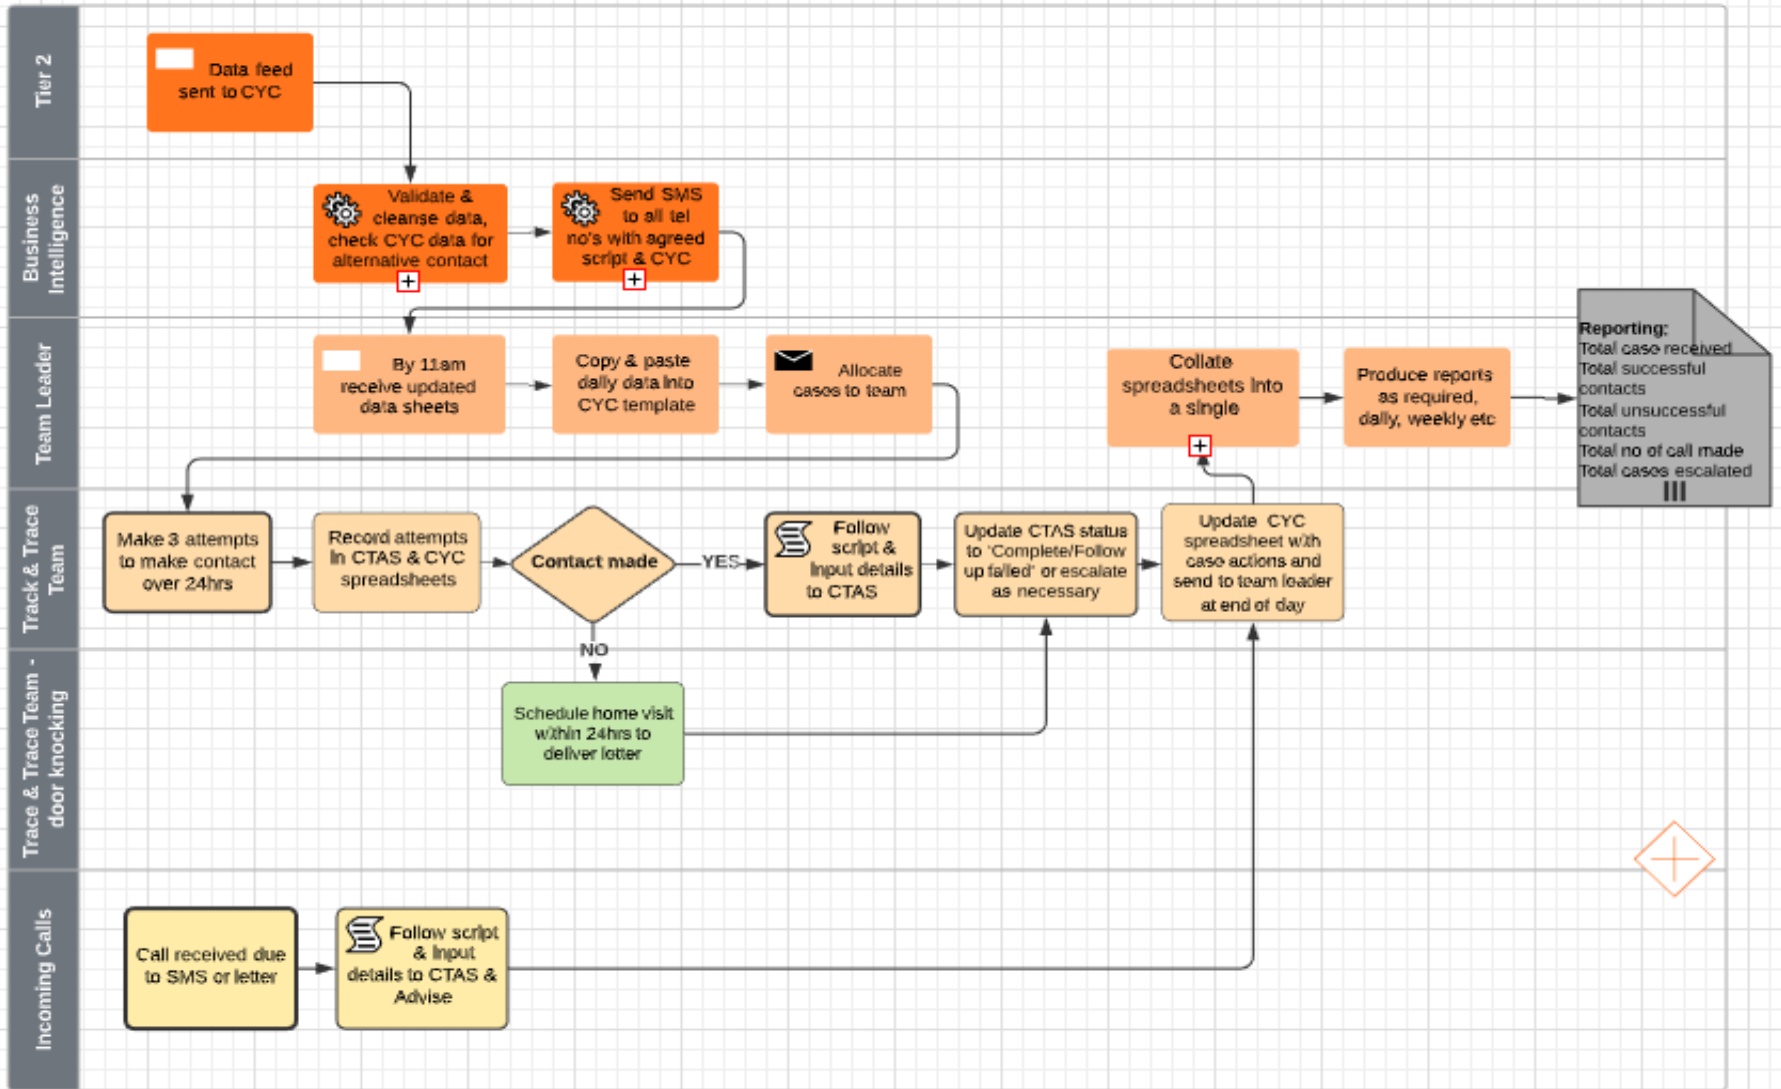 Tier 2
Data feed
sent to CYC
Business
Intelligence
Validate &
cleanse data,
check CYC data for
alternative contact
Send SMS
to all tel
no's with agreed
script & CYC
Team Leader
By 11am
receive updated
data sheets
Copy & paste
daily data into
CYC template
Allocate
cases to team
Collate
spreadsheets into
a single
Produce reports
as required,
daily, weekly etc
Reporting:
Total case received
Total successful
contacts
Total unsuccessful
contacts
Total no of call made
Total cases escalated
Track & Trace
Team
Make 3 attempts
to make contact
over 24hrs
Record attempts
in CTAS & CYC
spreadsheets
Contact made
YES
NO
Follow
script &
Input details
to CTAS
Update CTAS status
to 'Complete/Follow
up failed' or escalate
as necessary
Update CYC
spreadsheet with
case actions and
send to team leader
at end of day
Trace & Trace Team -
door knocking
Schedule home visit
within 24hrs to
deliver letter
Incoming Calls
Call received due
to SMS or letter
Follow script
& Input
details to CTAS &
Advise